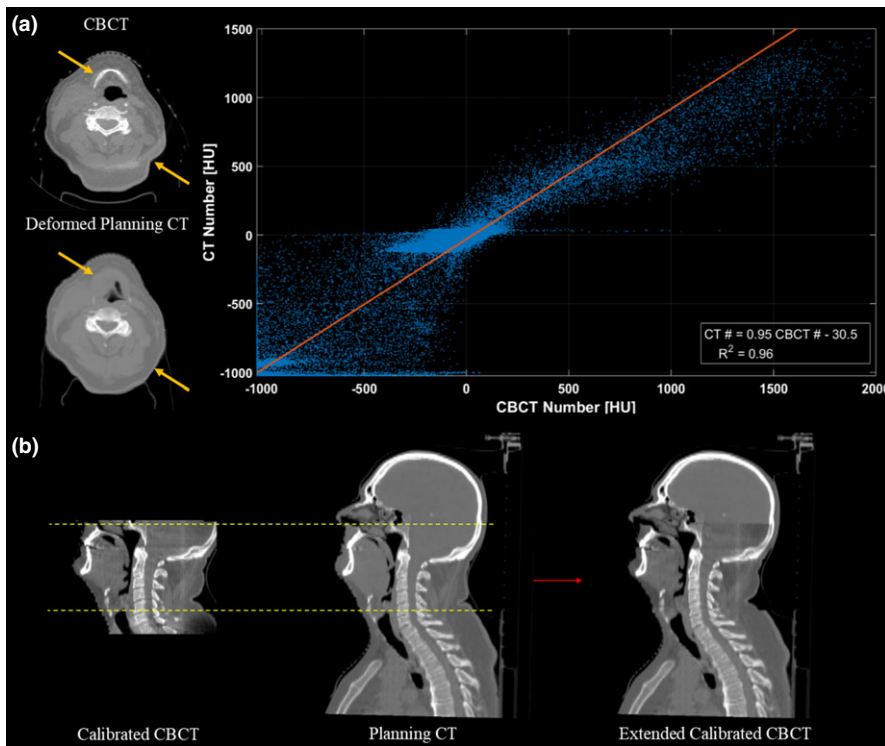 (a)
CBCT
Deformed Planning CT
1500
1000
500
0
-500
-1000
CT Number [HU]
-1000
-500
0
500
1000
1500
2000
CBCT Number [HU]
CT # = 0.95 CBCT # - 30.5
R² = 0.96
(b)
Calibrated CBCT
Planning CT
Extended Calibrated CBCT